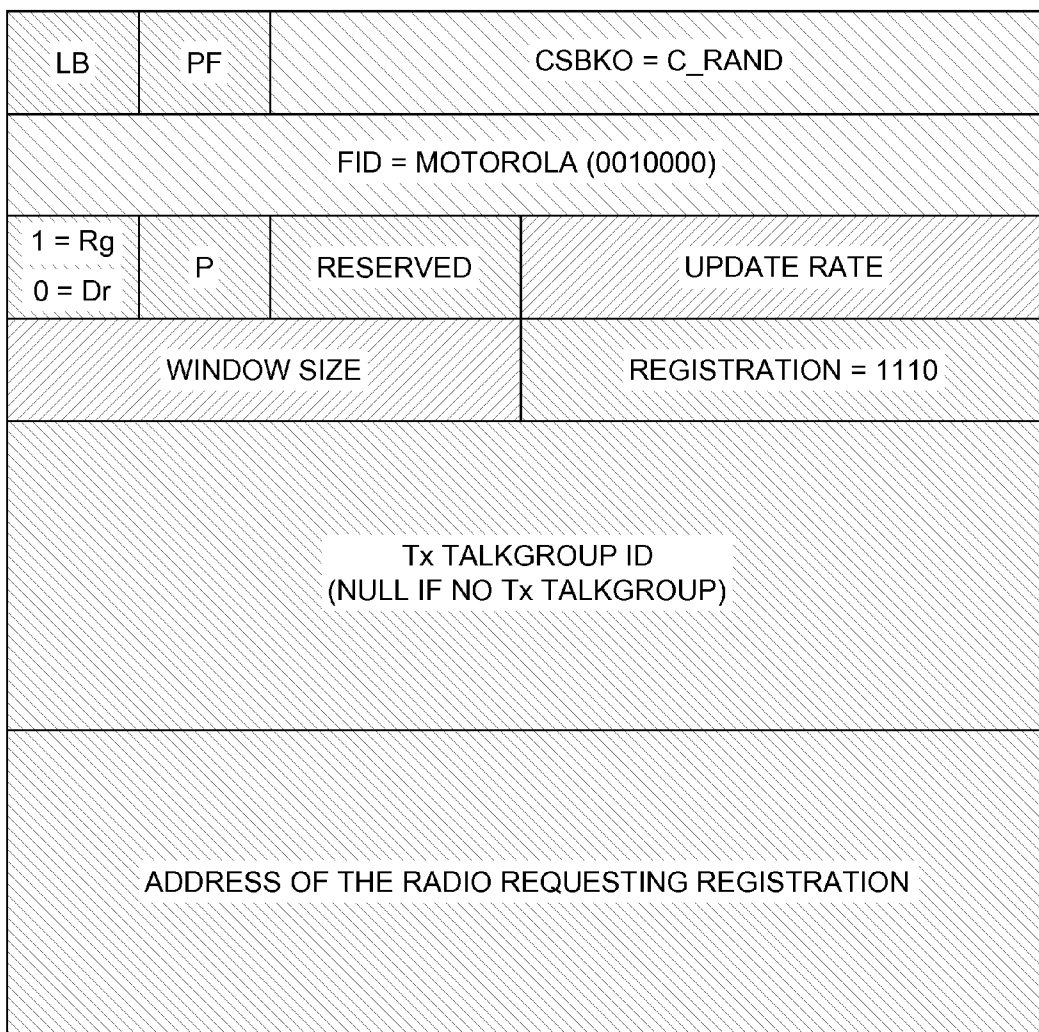 LB
PF
CSBKO = C_RAND
FID = MOTOROLA (0010000)
1 = Rg
0 = Dr
P
RESERVED
UPDATE RATE
WINDOW SIZE
REGISTRATION = 1110
Tx TALKGROUP ID
(NULL IF NO Tx TALKGROUP)
ADDRESS OF THE RADIO REQUESTING REGISTRATION